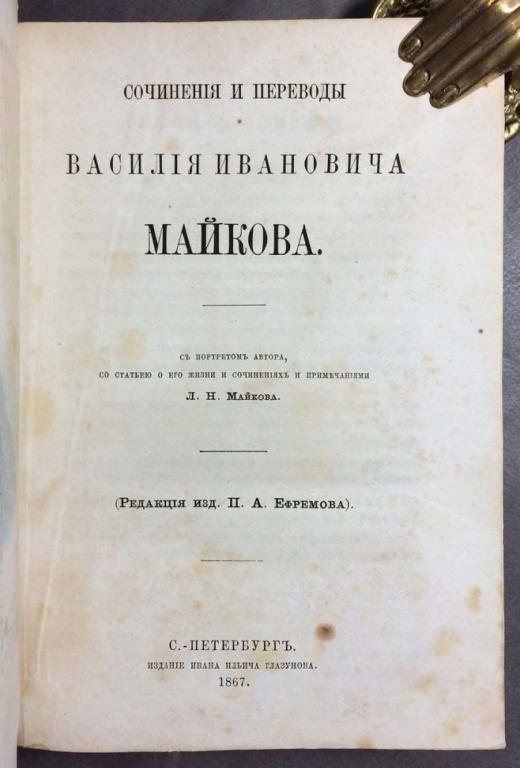 СОЧИНЕНІЯ И ПЕРЕВОДЫ
ВАСИЛІЯ ИВАНОВИЧА
МАЙКОВА.
СЪ ПОРТРЕТОМЪ АВТОРА,
СО СТАТЬЕЮ О ЕГО ЖИЗНИ И СОЧИНЕНІЯХЪ И ПРИМѢЧАНІЯМИ
Л. Н. МАЙКОВА.
(РЕДАКЦІЯ ИЗД. П. А. ЕФРЕМОВА).
С.-ПЕТЕРБУРГЪ.
ИЗДАНІЕ ИВАНА ИЛЬИЧА ГЛАЗУНОВА.
1867.